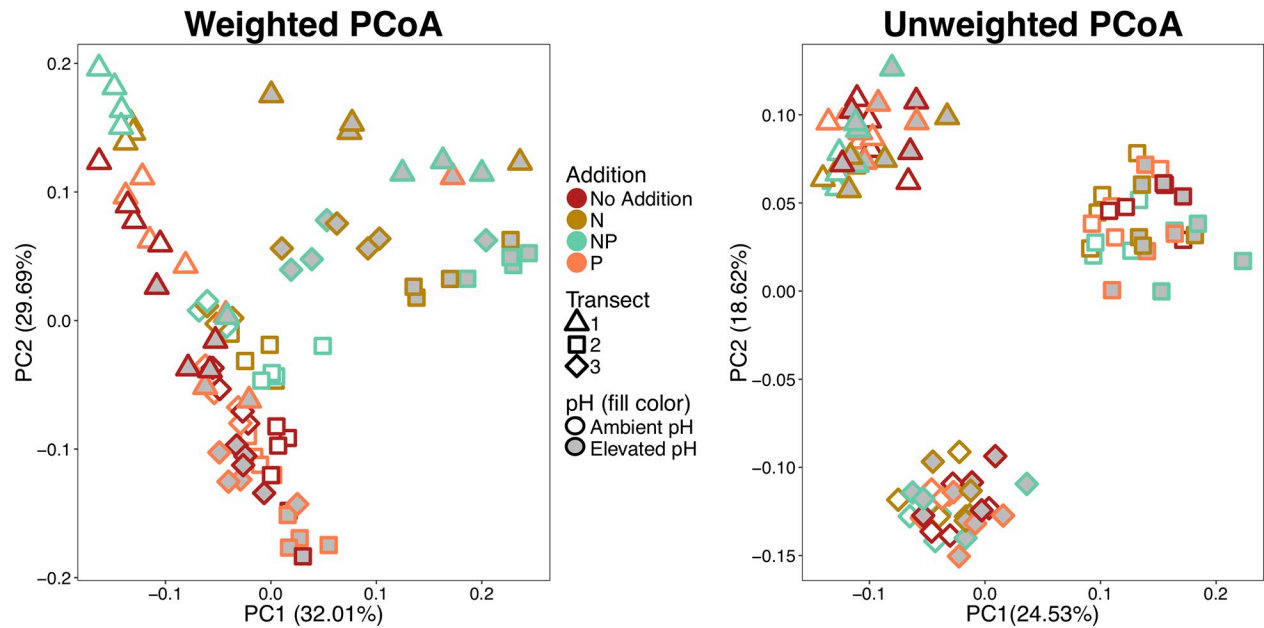 Weighted PCoA
0.2
0.1
0.0
−0.1
−0.2
PC2 (29.69%)
−0.1
0.0
0.1
0.2
PC1 (32.01%)
Addition
No Addition
N
NP
P
Transect
1
2
3
pH (fill color)
Ambient pH
Elevated pH
Unweighted PCoA
0.10
0.05
0.00
−0.05
−0.10
−0.15
PC2 (18.62%)
−0.1
0.0
0.1
0.2
PC1(24.53%)